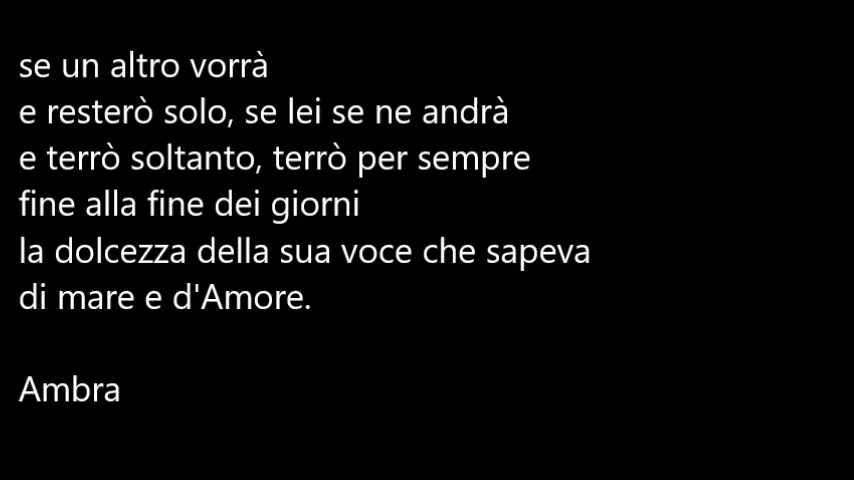 se un altro vorrà
e resterò solo, se lei se ne andrà
e terrò soltanto, terrò per sempre
fine alla fine dei giorni
la dolcezza della sua voce che sapeva
di mare e d'Amore.
Ambra